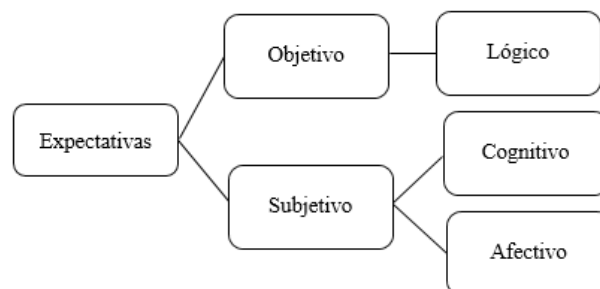 Expectativas
Objetivo
Lógico
Subjetivo
Cognitivo
Afectivo